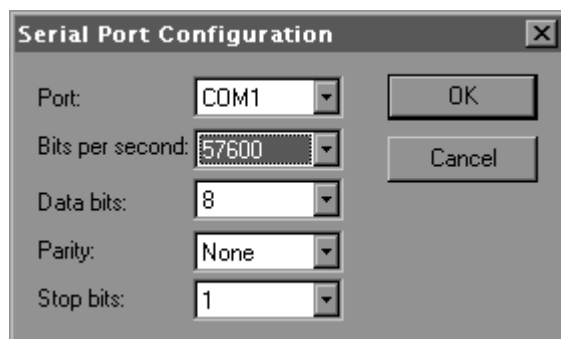 Serial Port Configuration
Port: COM1 OK
Bits per second: 57600 Cancel
Data bits: 8
Parity: None
Stop bits: 1